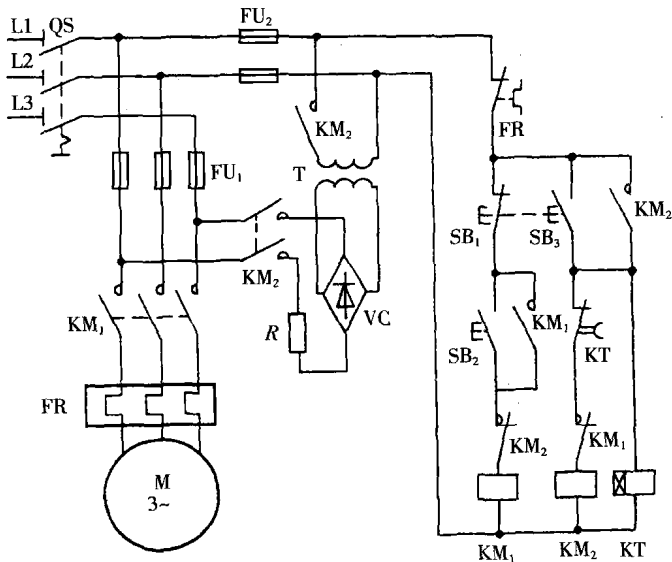 L1
QS
FU₂
L2
L3
FR
KM₂
T
FU₁
KM₂
SB₁
SB₃
KM₂
VC
R
KM₁
KM₁
SB₂
KT
FR
KM₂
KM₁
M
3~
KM₁
KM₂
KT